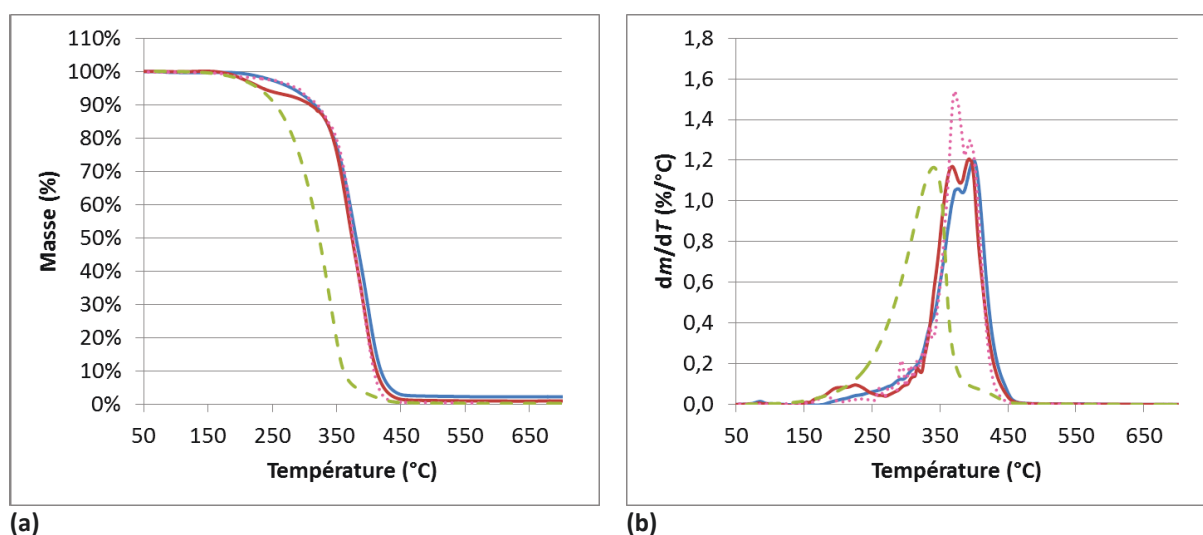 110%
100%
90%
80%
70%
60%
50%
40%
30%
20%
10%
0%
Masse (%)
50 150 250 350 450 550 650
Température (°C)
(a)
1,8
1,6
1,4
1,2
1,0
0,8
0,6
0,4
0,2
0,0
dm/dT (%/°C)
50 150 250 350 450 550 650
Température (°C)
(b)